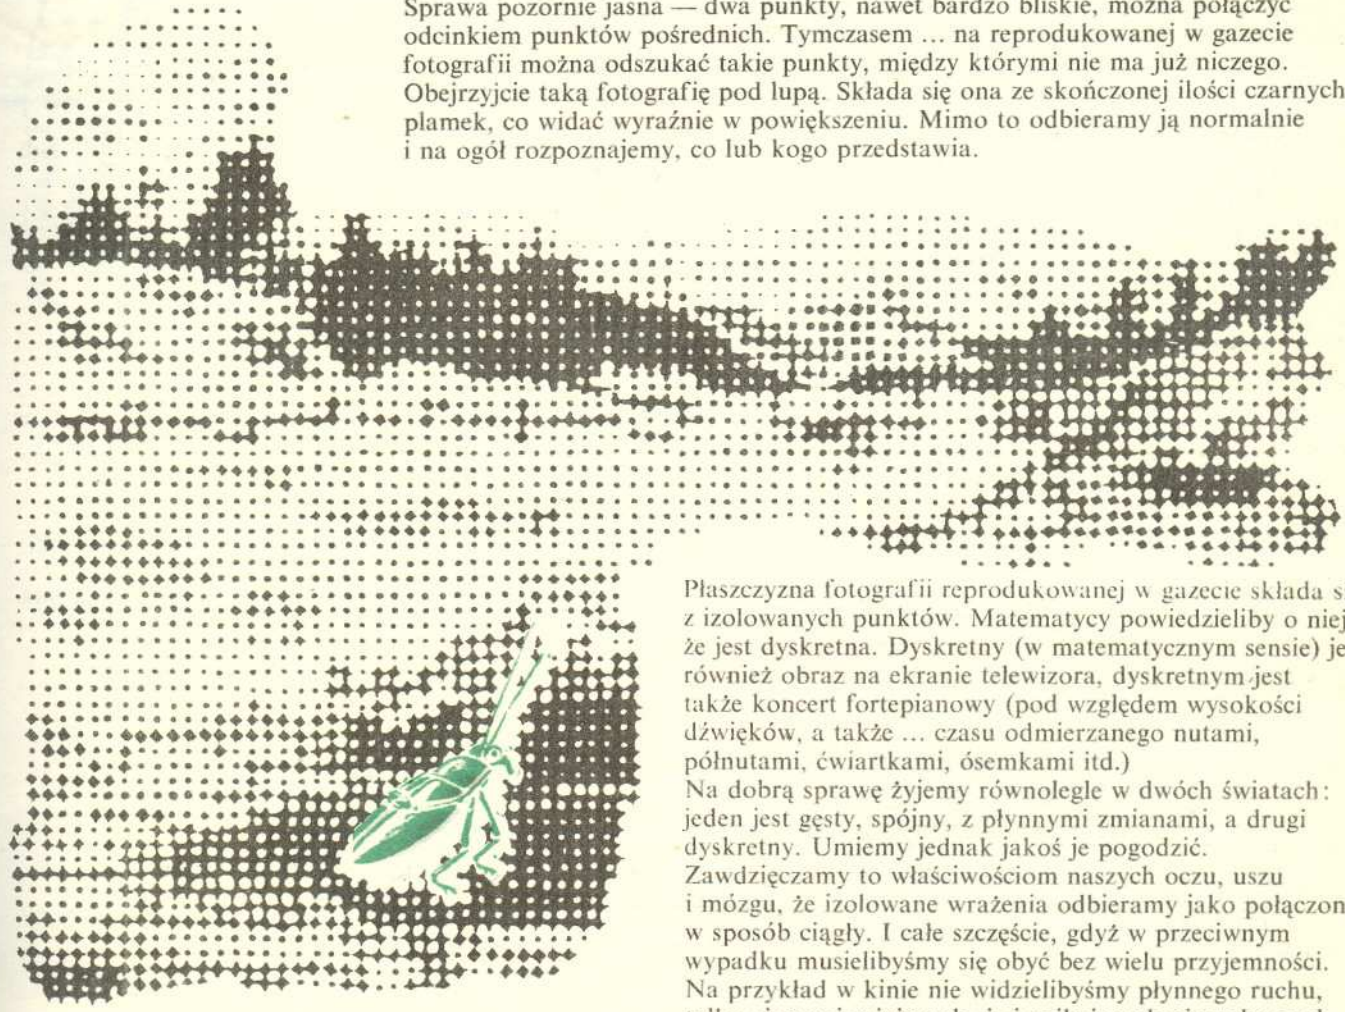 Sprawa pozornie jasna — dwa punkty, nawet bardzo bliskie, można połączyć
odcinkiem punktów pośrednich. Tymczasem ... na reprodukowanej w gazecie
fotografii można odszukać takie punkty, między którymi nie ma już niczego.
Obejrzyjcie taką fotografię pod lupą. Składa się ona ze skończonej ilości czarnych
plamek, co widać wyraźnie w powiększeniu. Mimo to odbieramy ją normalnie
i na ogół rozpoznajemy, co lub kogo przedstawia.
Płaszczyzna fotografii reprodukowanej w gazecie składa s
z izolowanych punktów. Matematycy powiedzieliby o niej
że jest dyskretna. Dyskretny (w matematycznym sensie) je
również obraz na ekranie telewizora, dyskretnym jest
także koncert fortepianowy (pod względem wysokości
dźwięków, a także ... czasu odmierzanego nutami,
półnutami, ćwiartkami, ósemkami itd.)
Na dobrą sprawę żyjemy równolegle w dwóch światach:
jeden jest gęsty, spójny, z płynnymi zmianami, a drugi
dyskretny. Umiemy jednak jakoś je pogodzić.
Zawdzięczamy to właściwościom naszych oczu, uszu
i mózgu, że izolowane wrażenia odbieramy jako połączon
w sposób ciągły. I całe szczęście, gdyż w przeciwnym
wypadku musielibyśmy się obyć bez wielu przyjemności.
Na przykład w kinie nie widzielibyśmy płynnego ruchu,